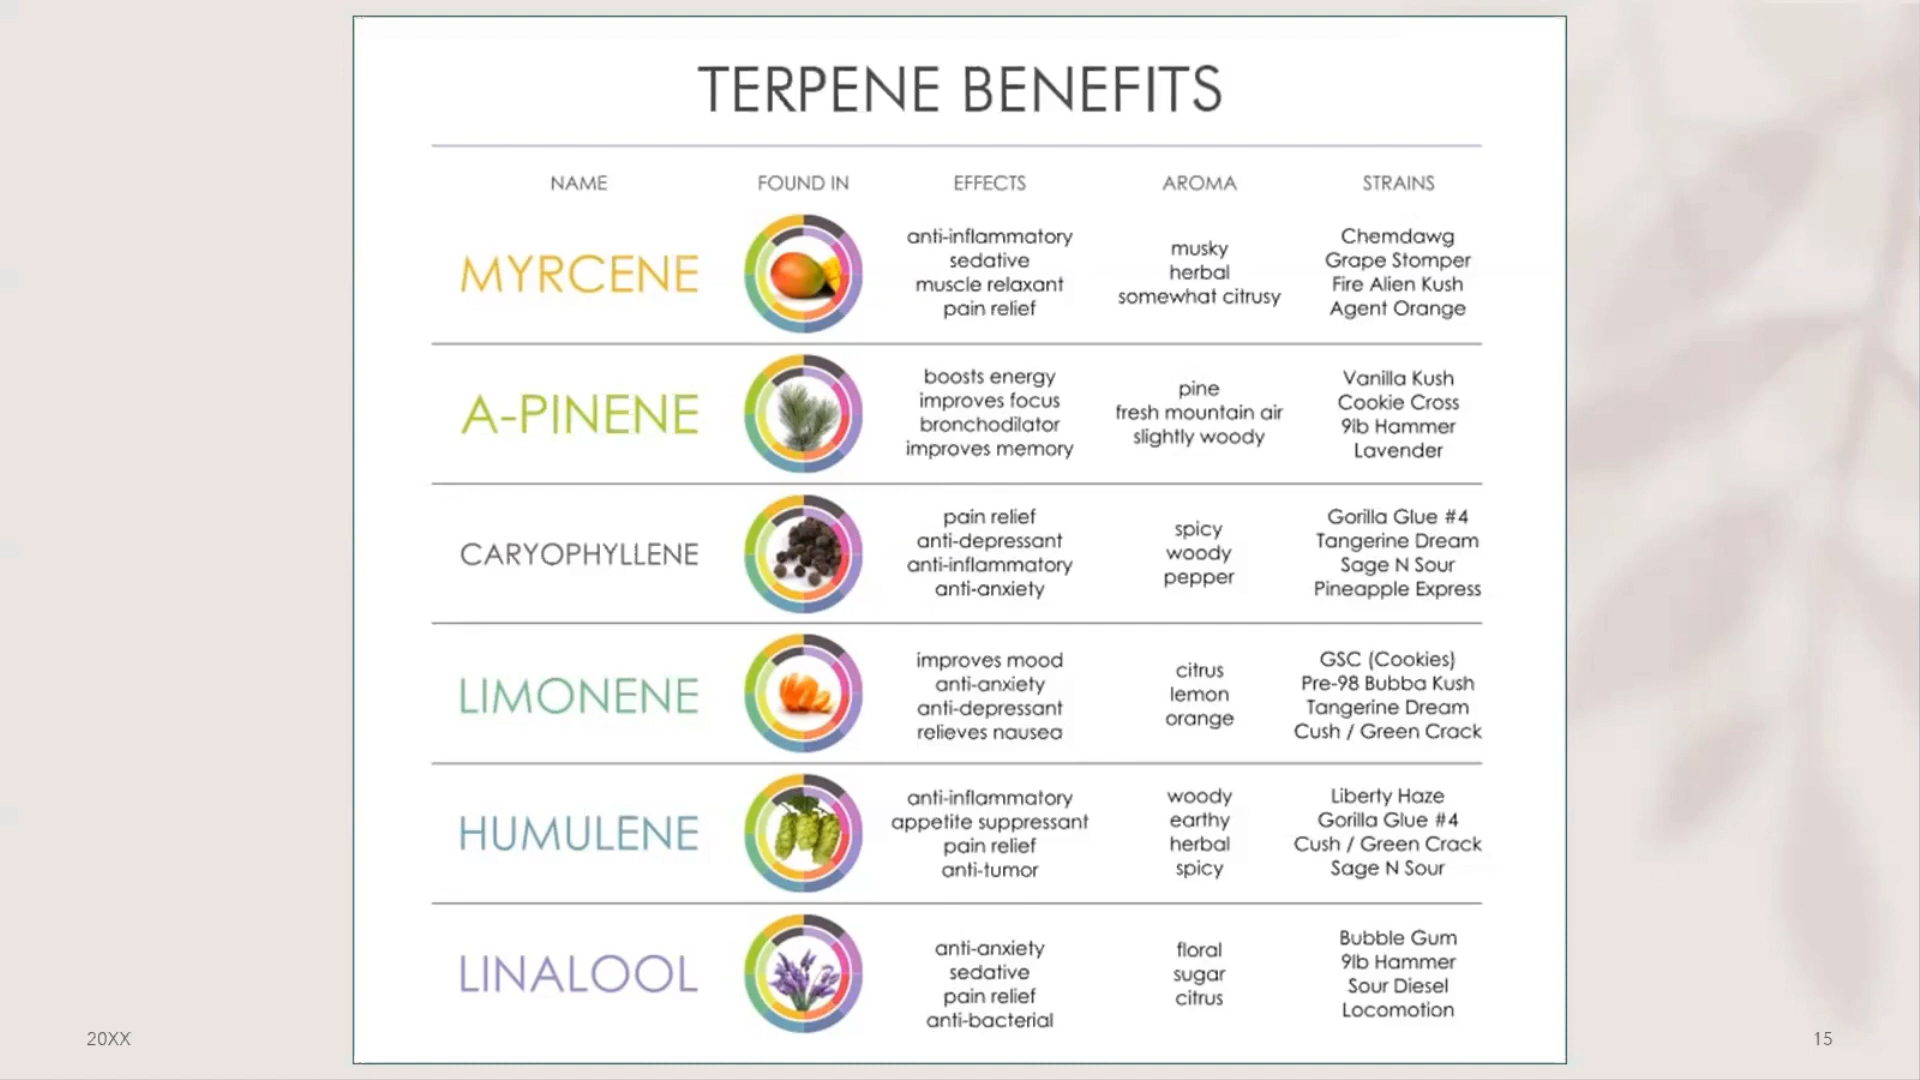 TERPENE BENEFITS
NAME
FOUND IN
EFFECTS
AROMA
STRAINS
MYRCENE
anti-inflammatory
sedative
muscle relaxant
pain relief
musky
herbal
somewhat citrusy
Chemdawg
Grape Stomper
Fire Alien Kush
Agent Orange
A-PINENE
boosts energy
improves focus
bronchodilator
improves memory
pine
fresh mountain air
slightly woody
Vanilla Kush
Cookie Cross
9lb Hammer
Lavender
CARYOPHYLLENE
pain relief
anti-depressant
anti-inflammatory
anti-anxiety
spicy
woody
pepper
Gorilla Glue #4
Tangerine Dream
Sage N Sour
Pineapple Express
LIMONENE
improves mood
anti-anxiety
anti-depressant
relieves nausea
citrus
lemon
orange
GSC (Cookies)
Pre-98 Bubba Kush
Tangerine Dream
Cush / Green Crack
HUMULENE
anti-inflammatory
appetite suppressant
pain relief
anti-tumor
woody
earthy
herbal
spicy
Liberty Haze
Gorilla Glue #4
Cush / Green Crack
Sage N Sour
LINALOOL
anti-anxiety
sedative
pain relief
anti-bacterial
floral
sugar
citrus
Bubble Gum
9lb Hammer
Sour Diesel
Locomotion
20XX
15